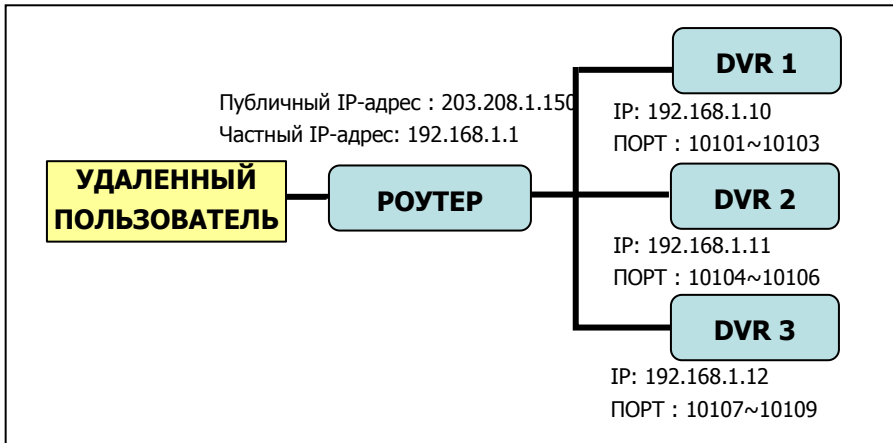 DVR 1
Публичный IP-адрес : 203.208.1.150
Частный IP-адрес: 192.168.1.1
IP: 192.168.1.10
ПОРТ : 10101~10103
УДАЛЕННЫЙ
ПОЛЬЗОВАТЕЛЬ
РОУТЕР
DVR 2
IP: 192.168.1.11
ПОРТ : 10104~10106
DVR 3
IP: 192.168.1.12
ПОРТ : 10107~10109